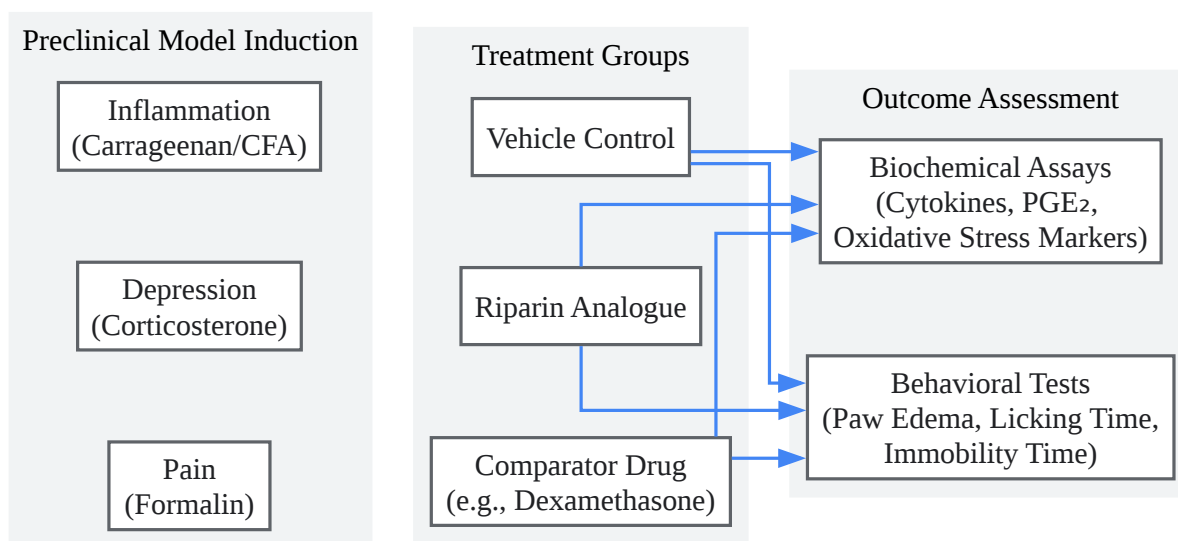 Preclinical Model Induction
Inflammation
(Carrageenan/CFA)
Depression
(Corticosterone)
Pain
(Formalin)
Treatment Groups
Vehicle Control
Riparin Analogue
Comparator Drug
(e.g., Dexamethasone)
Outcome Assessment
Biochemical Assays
(Cytokines, PGE₂,
Oxidative Stress Markers)
Behavioral Tests
(Paw Edema, Licking Time,
Immobility Time)